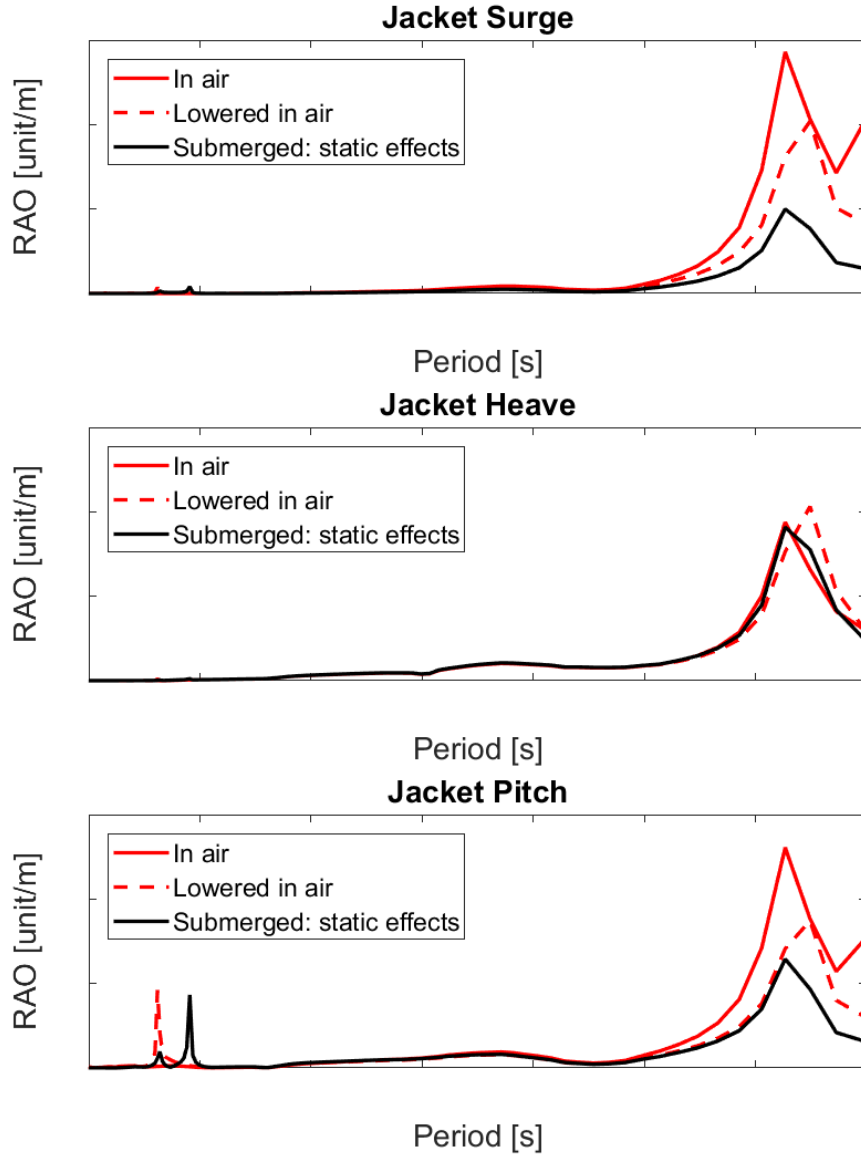 Jacket Surge
RAO [unit/m]
In air
Lowered in air
Submerged: static effects
Period [s]
Jacket Heave
RAO [unit/m]
In air
Lowered in air
Submerged: static effects
Period [s]
Jacket Pitch
RAO [unit/m]
In air
Lowered in air
Submerged: static effects
Period [s]